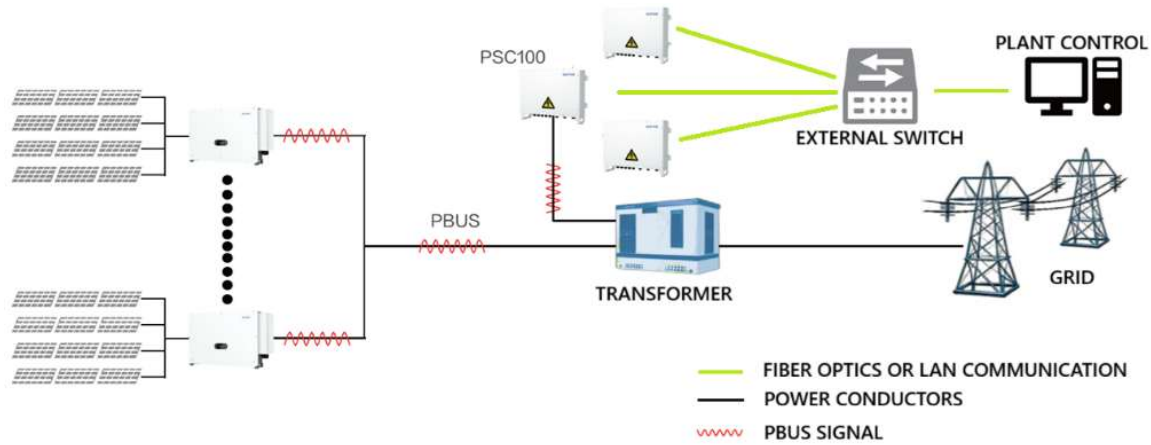 PSC100
PLANT CONTROL
EXTERNAL SWITCH
PBUS
TRANSFORMER
GRID
FIBER OPTICS OR LAN COMMUNICATION
POWER CONDUCTORS
PBUS SIGNAL